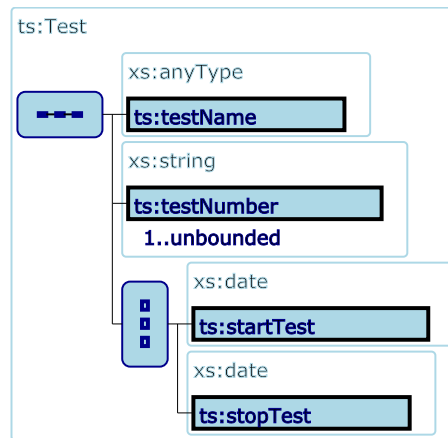 ts:Test
xs:anyType
ts:testName
xs:string
ts:testNumber
1..unbounded
xs:date
ts:startTest
xs:date
ts:stopTest